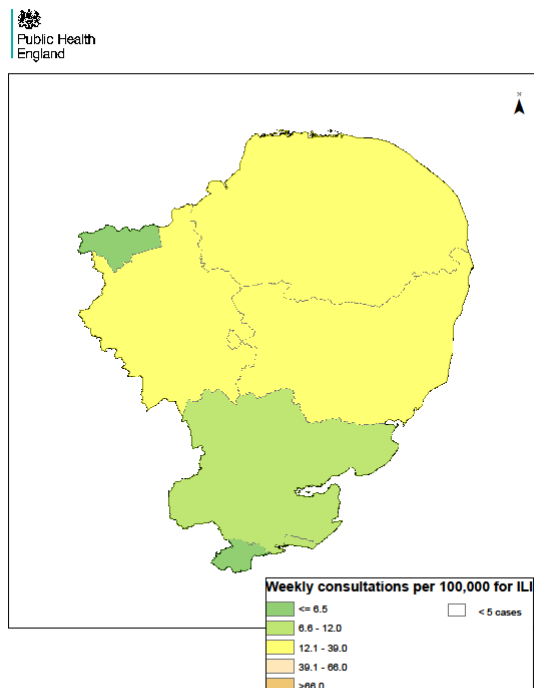 Public Health
England
N
Weekly consultations per 100,000 for ILI
<= 6.5
< 5 cases
6.6 - 12.0
12.1 - 39.0
39.1 - 66.0
>66.0